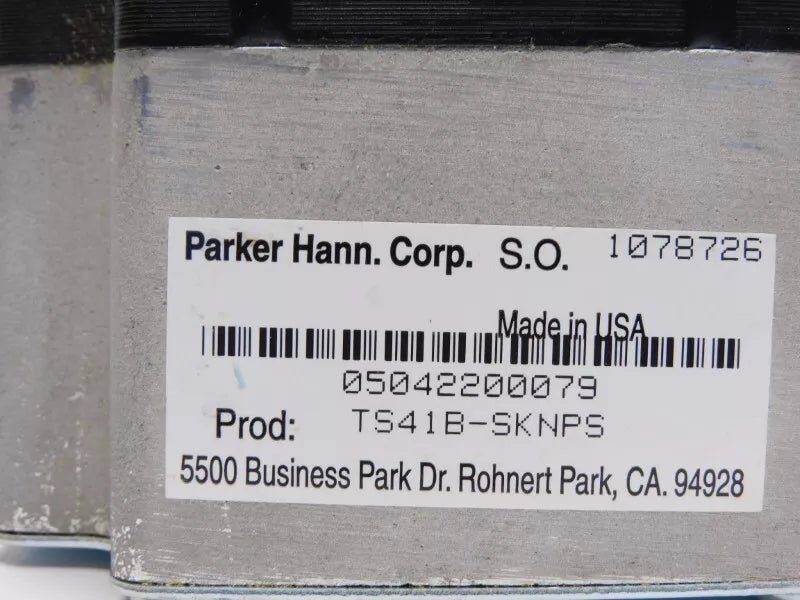 Parker Hann. Corp. S.O. 1078726
Made in USA
05042200079
Prod: TS41B-SKNPS
5500 Business Park Dr. Rohnert Park, CA. 94928